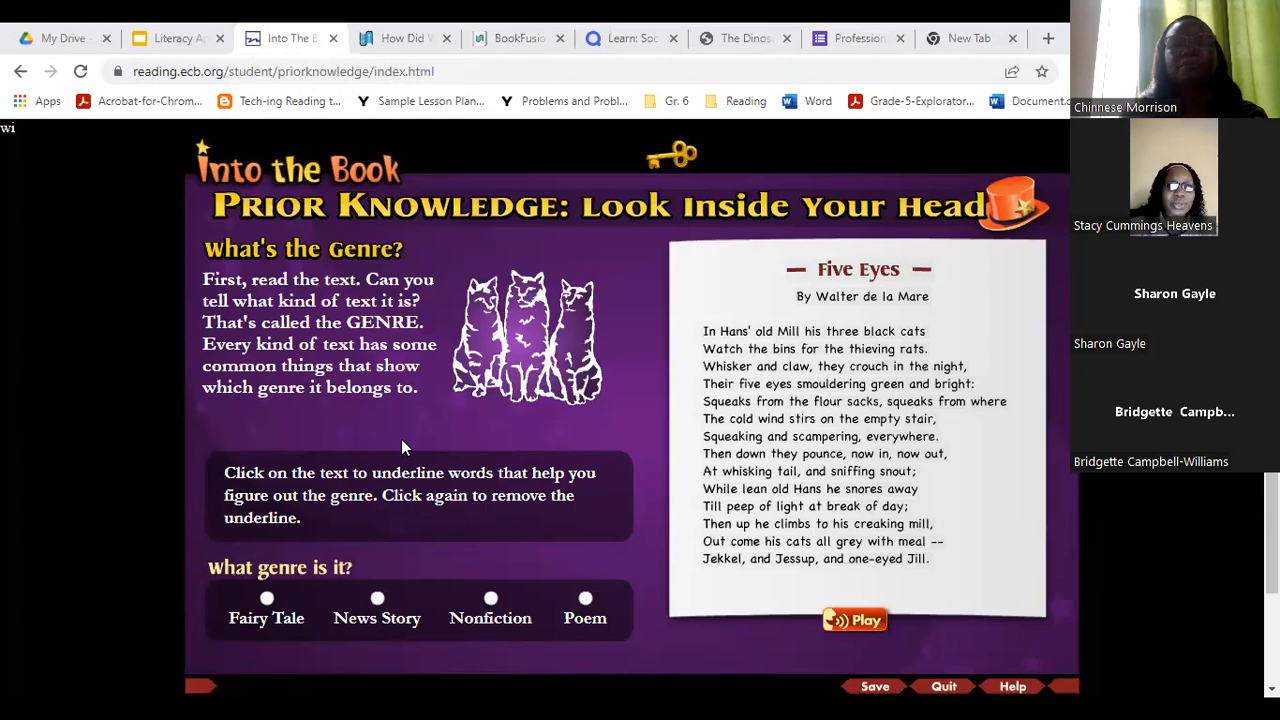 My Drive -
Literacy Ap
Into The B
How Did W
BookFusio
Learn: Soc
The Dinos
Profession
New Tab
reading.ecb.org/student/priorknowledge/index.html
Apps
Acrobat-for-Chrom...
Tech-ing Reading t...
Sample Lesson Plan...
Problems and Probl...
Gr. 6
Reading
Word
Grade-5-Explorator...
Document.c
wi
Into the Book
Prior Knowledge: Look Inside Your Head
What's the Genre?
First, read the text. Can you
tell what kind of text it is?
That's called the GENRE.
Every kind of text has some
common things that show
which genre it belongs to.
Click on the text to underline words that help you
figure out the genre. Click again to remove the
underline.
What genre is it?
Fairy Tale
News Story
Nonfiction
Poem
Five Eyes
By Walter de la Mare
In Hans' old Mill his three black cats
Watch the bins for the thieving rats.
Whisker and claw, they crouch in the night,
Their five eyes smouldering green and bright:
Squeaks from the flour sacks, squeaks from where
The cold wind stirs on the empty stair,
Squeaking and scampering, everywhere.
Then down they pounce, now in, now out,
At whisking tail, and sniffing snout;
While lean old Hans he snores away
Till peep of light at break of day;
Then up he climbs to his creaking mill,
Out come his cats all grey with meal --
Jekkel, and Jessup, and one-eyed Jill.
Play
Save
Quit
Help
Chinnese Morrison
Stacy Cummings Heavens
Sharon Gayle
Sharon Gayle
Bridgette Campb...
Bridgette Campbell-Williams